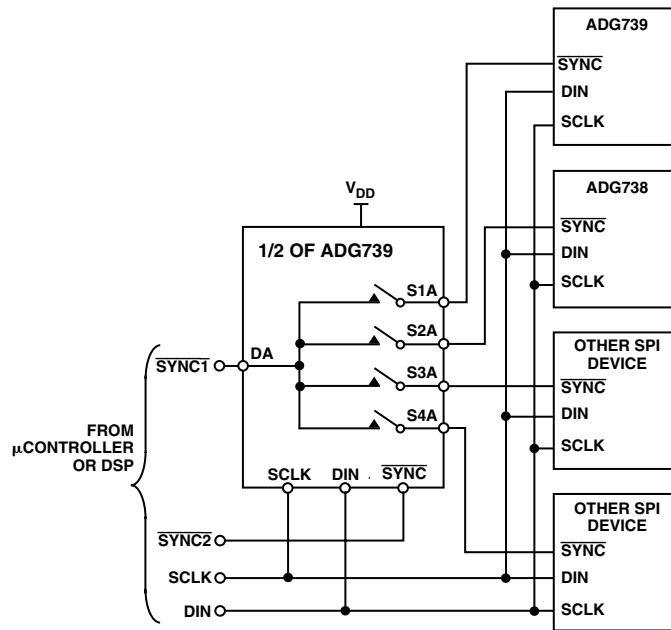 ADG739
SYNC
DIN
SCLK
ADG738
SYNC
DIN
SCLK
VDD
1/2 OF ADG739
S1A
S2A
S3A
S4A
DA
SCLK DIN SYNC
OTHER SPI
DEVICE
SYNC
DIN
SCLK
OTHER SPI
DEVICE
SYNC
DIN
SCLK
SYNC1
FROM
μCONTROLLER
OR DSP
SYNC2
SCLK
DIN